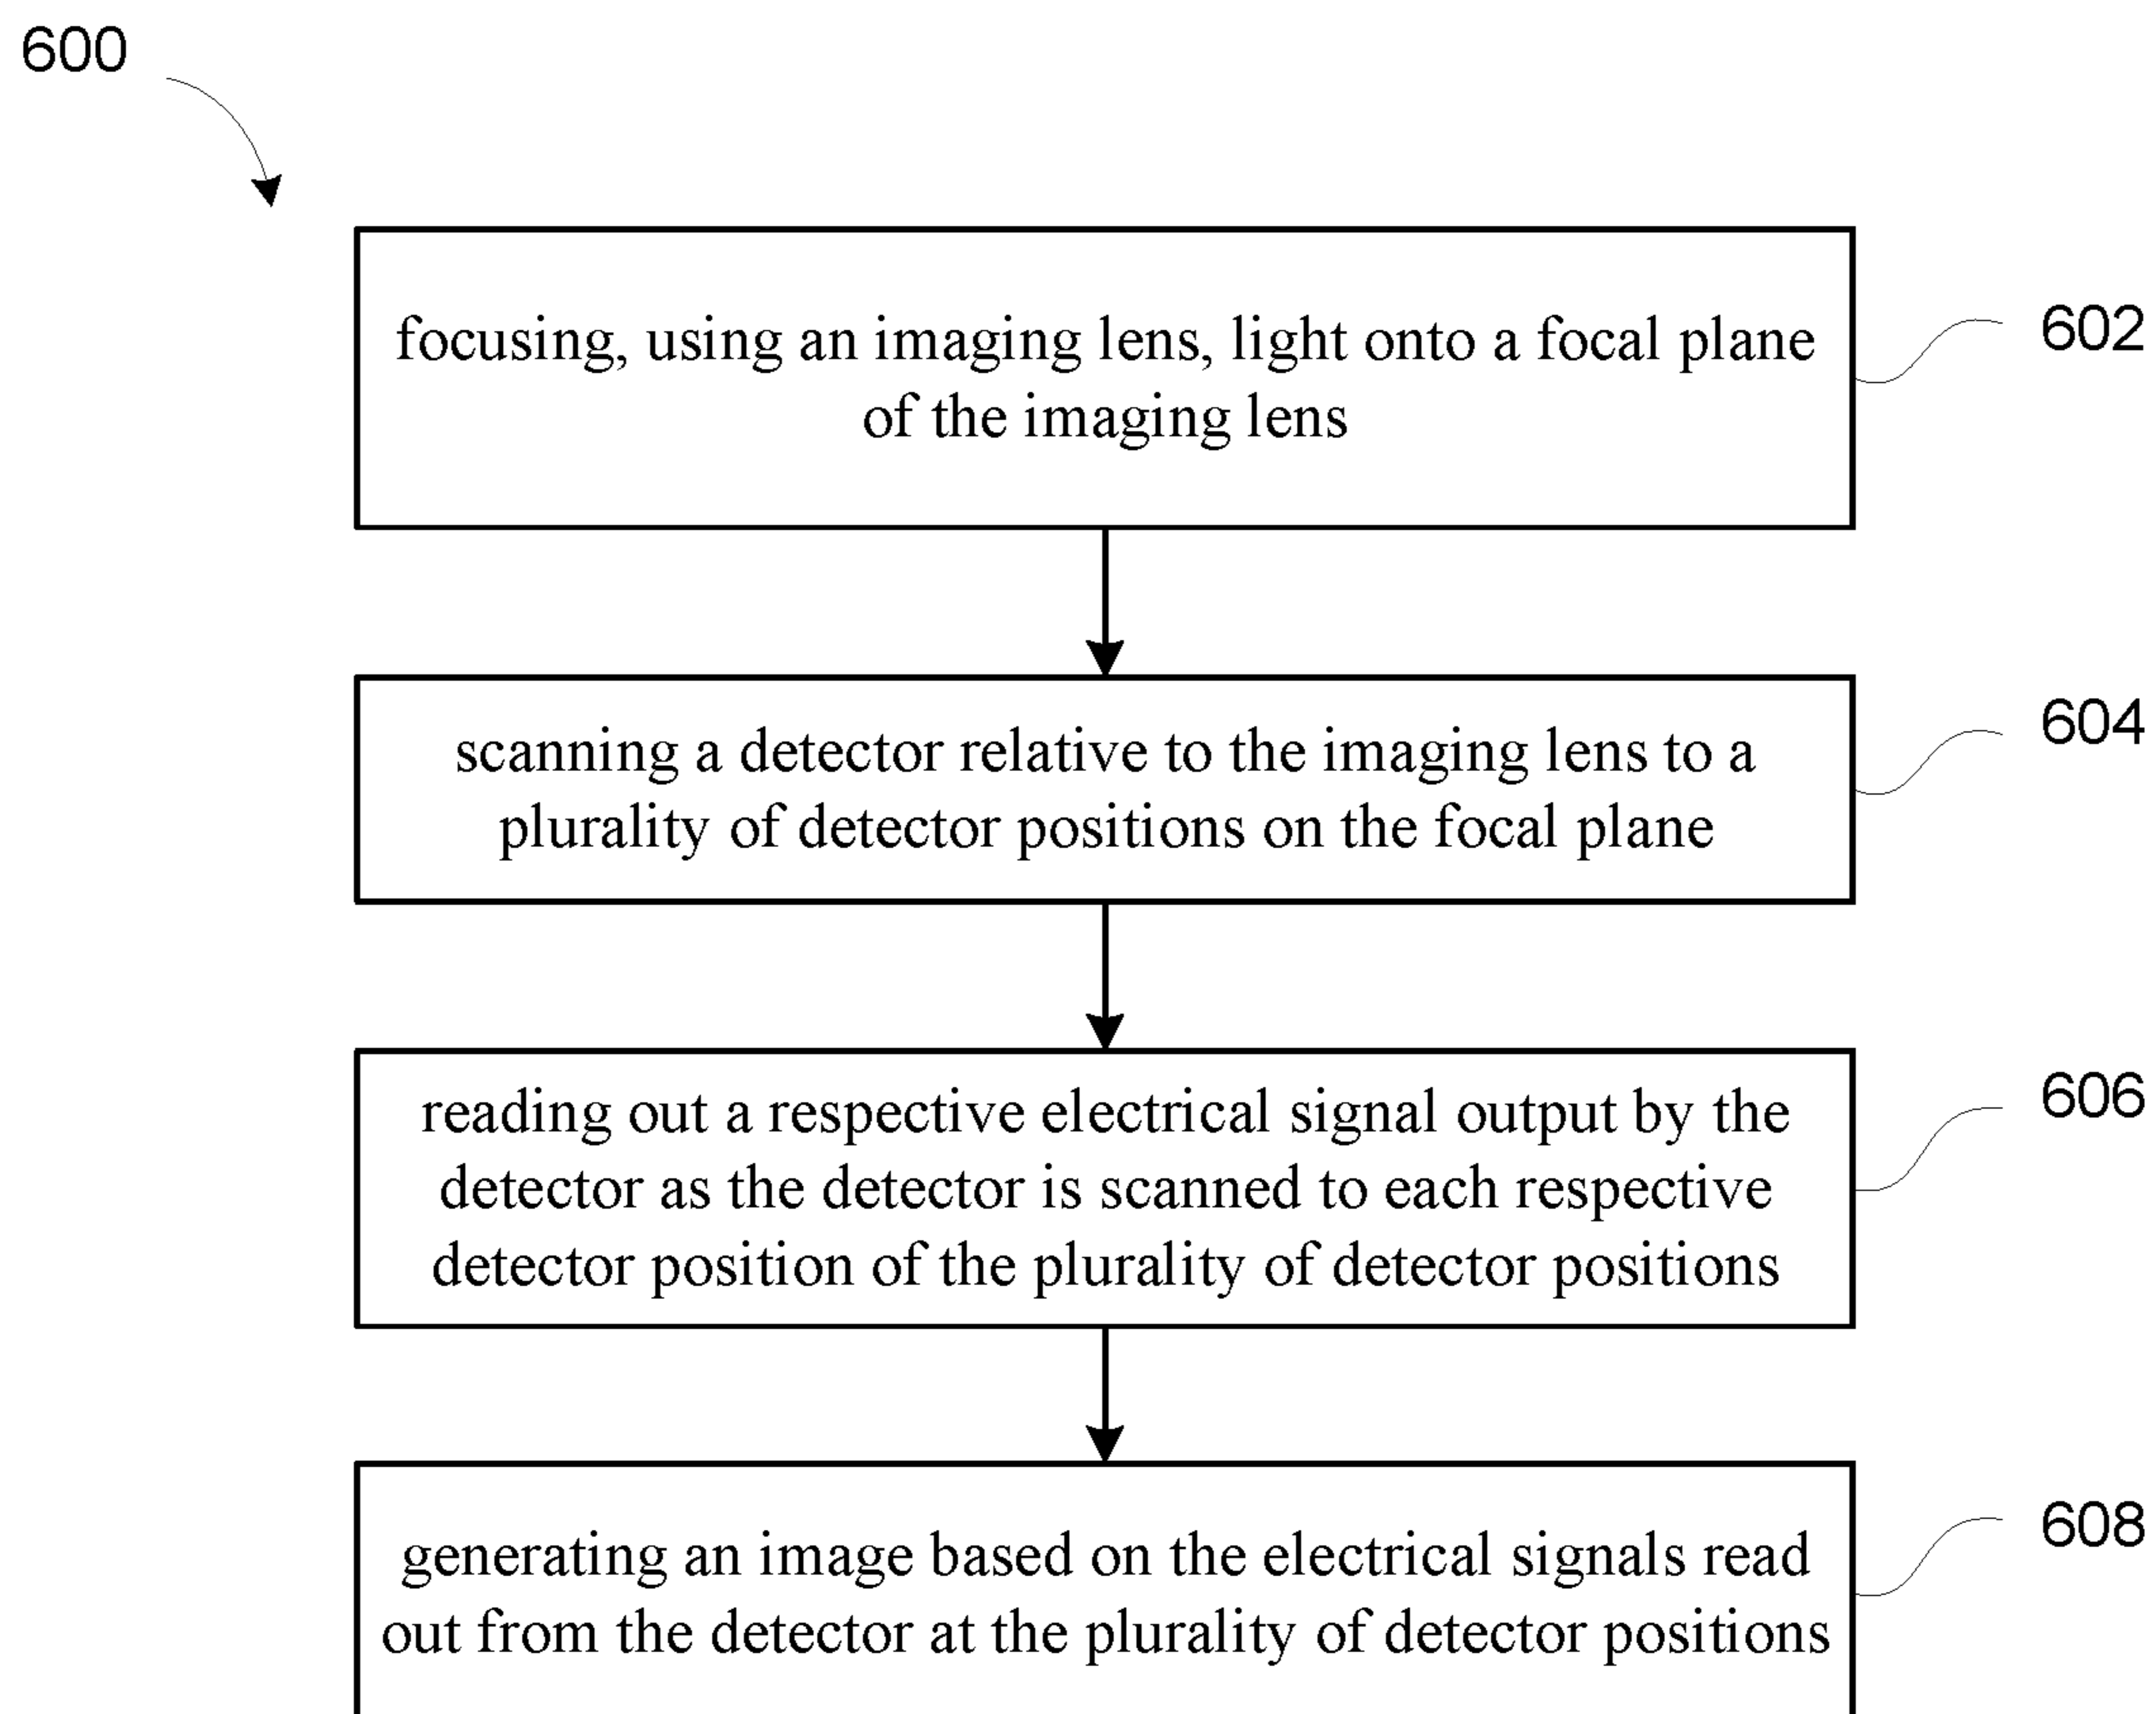 600
focusing, using an imaging lens, light onto a focal plane
of the imaging lens
602
scanning a detector relative to the imaging lens to a
plurality of detector positions on the focal plane
604
reading out a respective electrical signal output by the
detector as the detector is scanned to each respective
detector position of the plurality of detector positions
606
generating an image based on the electrical signals read
out from the detector at the plurality of detector positions
608